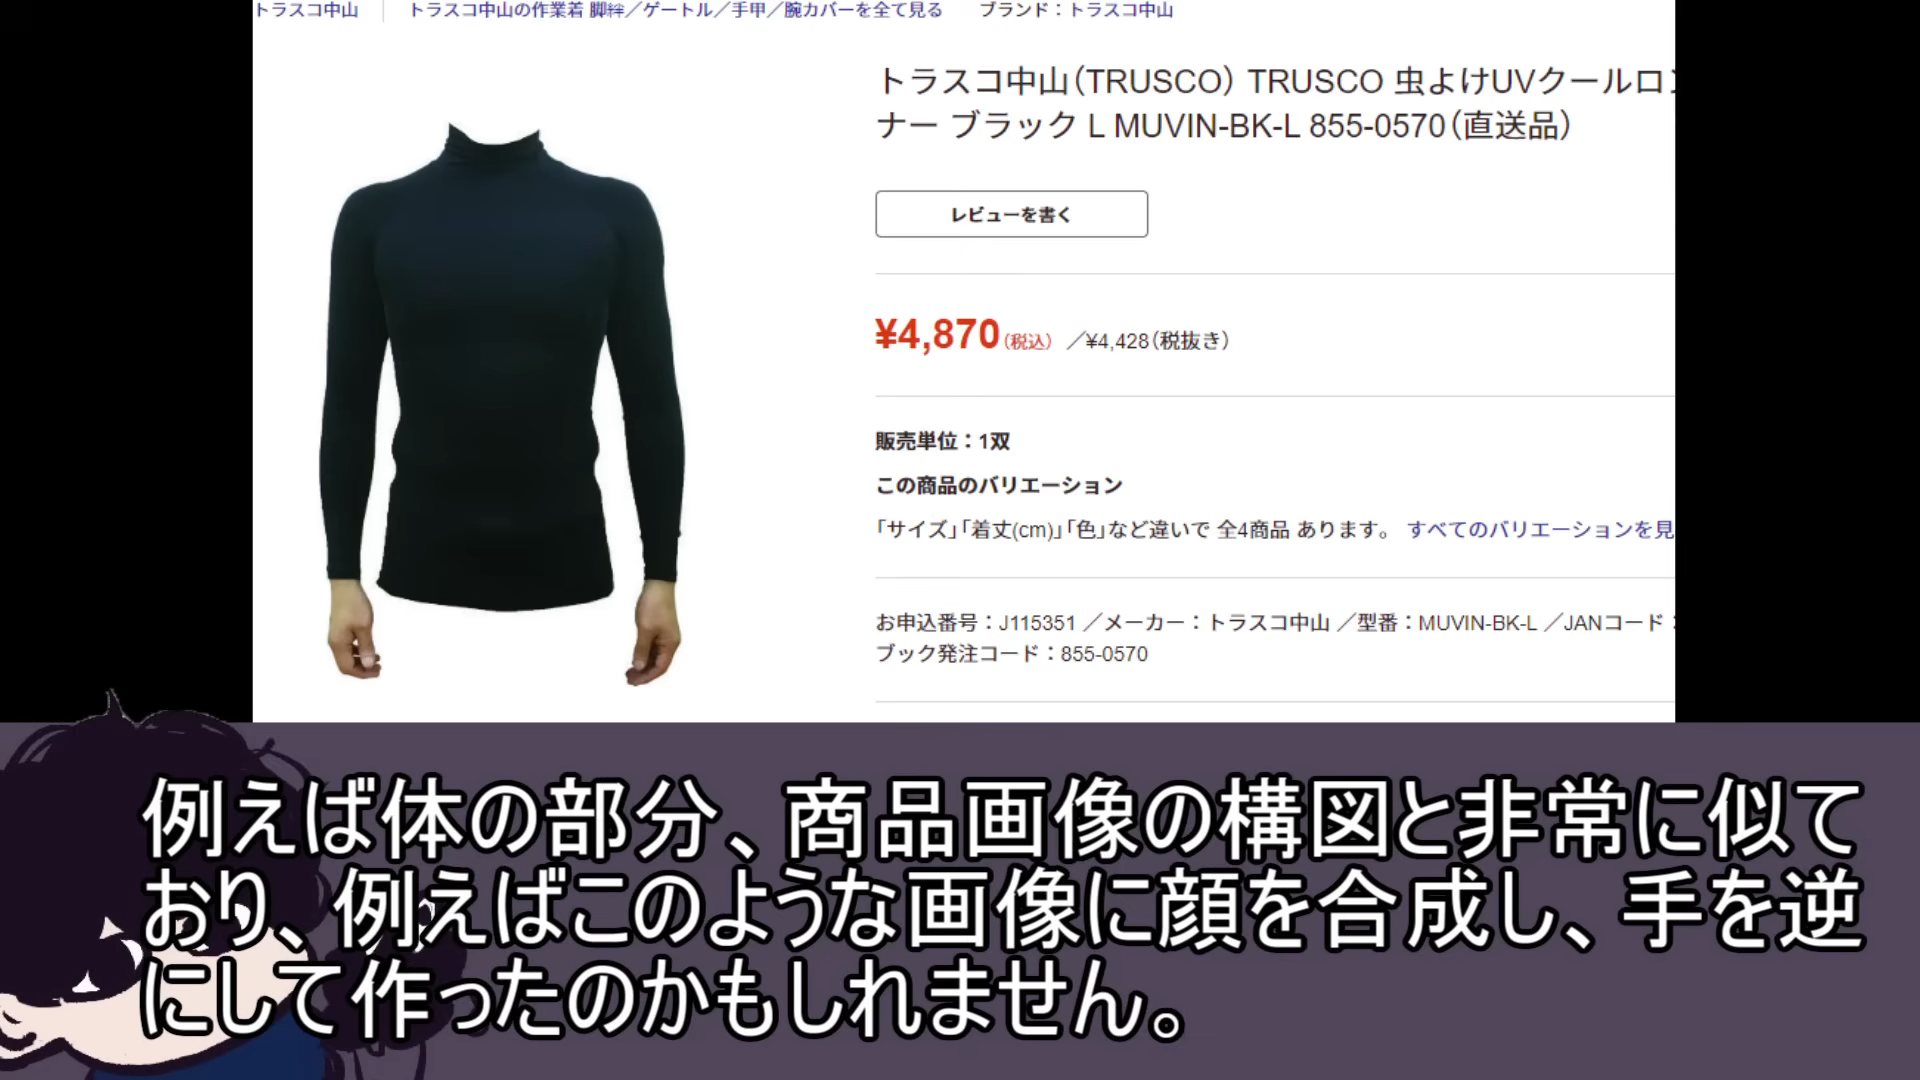 トラスコ中山 トラスコ中山の作業着 脚絆／ゲートル／手甲／腕カバーを全て見る ブランド：トラスコ中山
トラスコ中山（TRUSCO） TRUSCO 虫よけUVクールロン
ナー ブラック L MUVIN-BK-L 855-0570（直送品）
レビューを書く
¥4,870（税込） ／¥4,428（税抜き）
販売単位：1双
この商品のバリエーション
「サイズ」「着丈(cm)」「色」など違いで 全4商品 あります。 すべてのバリエーションを見
お申込番号：J115351 ／メーカー：トラスコ中山 ／型番：MUVIN-BK-L ／JANコード：
ブック発注コード：855-0570
例えば体の部分、商品画像の構図と非常に似て
おり、例えばこのような画像に顔を合成し、手を逆
にして作ったのかもしれません。